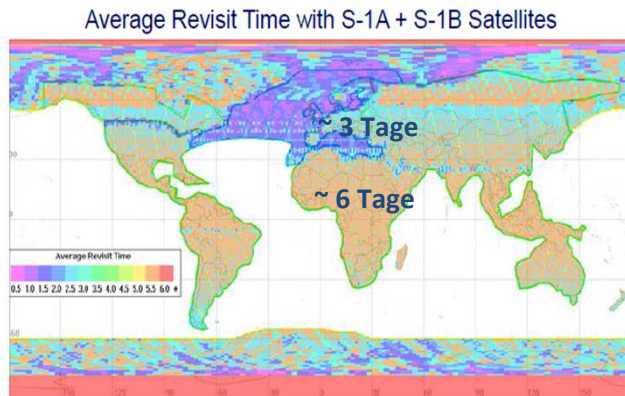 Average Revisit Time with S-1A + S-1B Satellites
~ 3 Tage
~ 6 Tage
Average Revisit Time
0.5 1.0 1.5 2.0 2.5 3.0 3.5 4.0 4.5 5.0 5.5 6.0 +
0